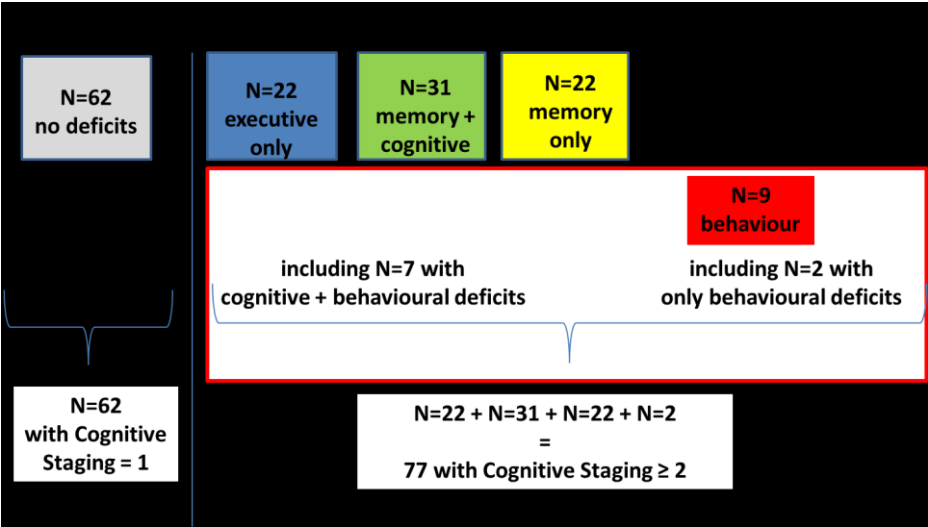 N=62
no deficits
N=22
executive
only
N=31
memory +
cognitive
N=22
memory
only
N=9
behaviour
including N=7 with
cognitive + behavioural deficits
including N=2 with
only behavioural deficits
N=62
with Cognitive
Staging = 1
N=22 + N=31 + N=22 + N=2
=
77 with Cognitive Staging ≥ 2